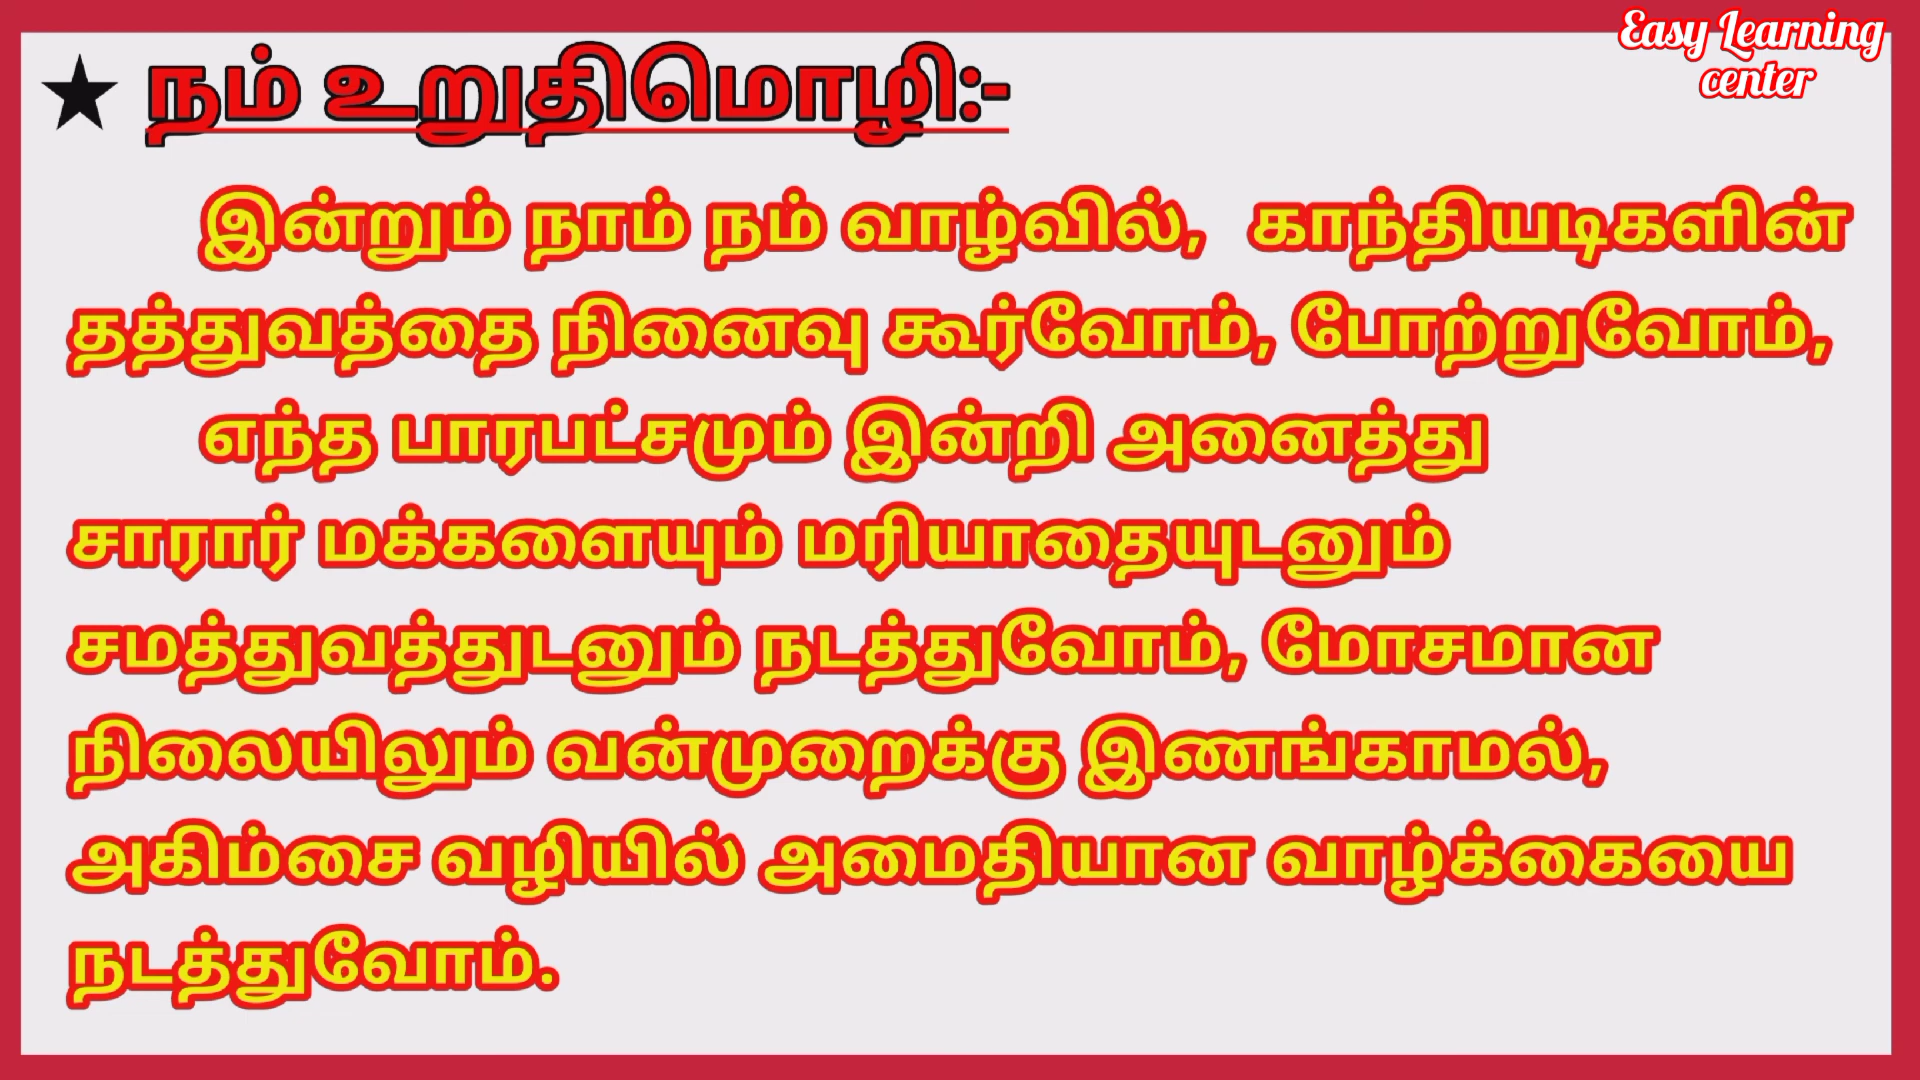 Easy Learning
center
★ நம் உறுதிமொழி:-
இன்றும் நாம் நம் வாழ்வில், காந்தியடிகளின்
தத்துவத்தை நினைவு கூர்வோம், போற்றுவோம்,
எந்த பாரபட்சமும் இன்றி அனைத்து
சாரார் மக்களையும் மரியாதையுடனும்
சமத்துவத்துடனும் நடத்துவோம், மோசமான
நிலையிலும் வன்முறைக்கு இணங்காமல்,
அகிம்சை வழியில் அமைதியான வாழ்க்கையை
நடத்துவோம்.